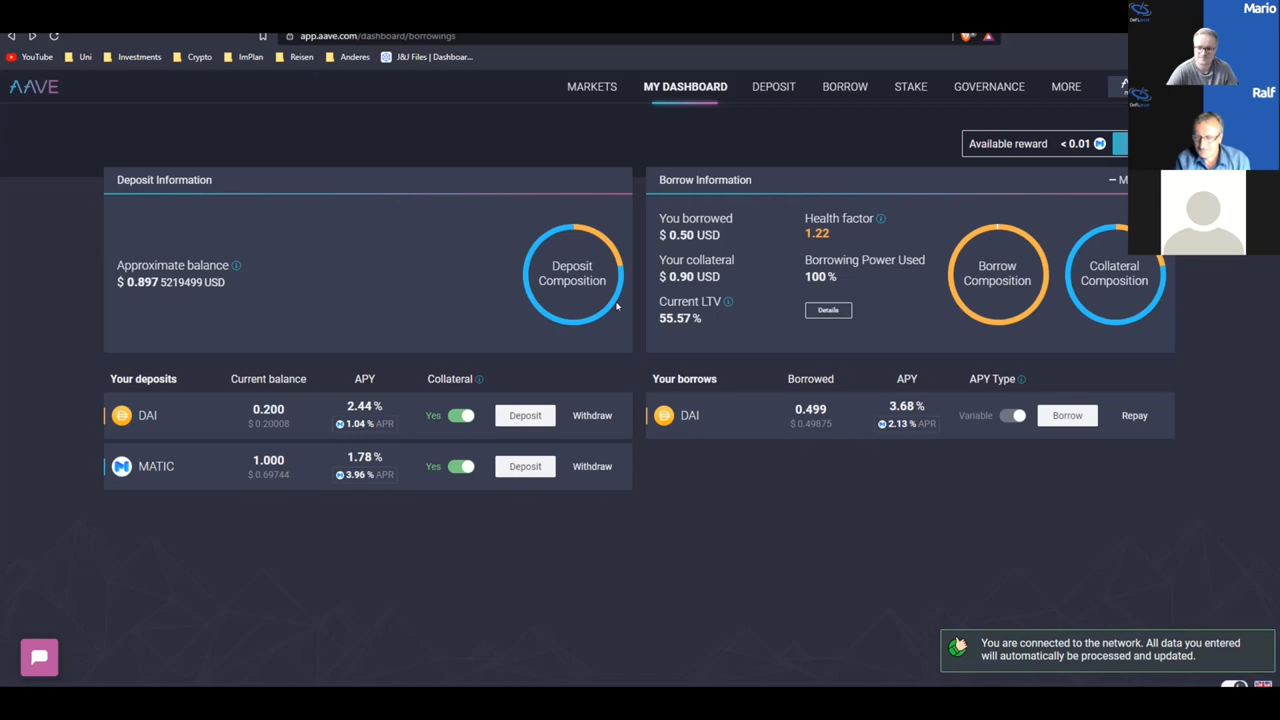 Mario
app.aave.com/dashboard/borrowings
YouTube Uni Investments Crypto ImPlan Reisen Anderes J&J Files | Dashboar...
AAVE
MARKETS MY DASHBOARD DEPOSIT BORROW STAKE GOVERNANCE MORE
Ralf
Available reward < 0.01
Deposit Information
Approximate balance
$ 0.897 5219499 USD
Deposit
Composition
Borrow Information
– M
You borrowed
$ 0.50 USD
Your collateral
$ 0.90 USD
Current LTV
55.57 %
Health factor
1.22
Borrowing Power Used
100 %
Details
Borrow
Composition
Collateral
Composition
Your deposits Current balance APY Collateral
DAI 0.200 2.44 % Yes Deposit Withdraw
$ 0.20008 1.04 % APR
MATIC 1.000 1.78 % Yes Deposit Withdraw
$ 0.69744 3.96 % APR
Your borrows Borrowed APY APY Type
DAI 0.499 3.68 % Variable Borrow Repay
$ 0.49875 2.13 % APR
You are connected to the network. All data you entered
will automatically be processed and updated.